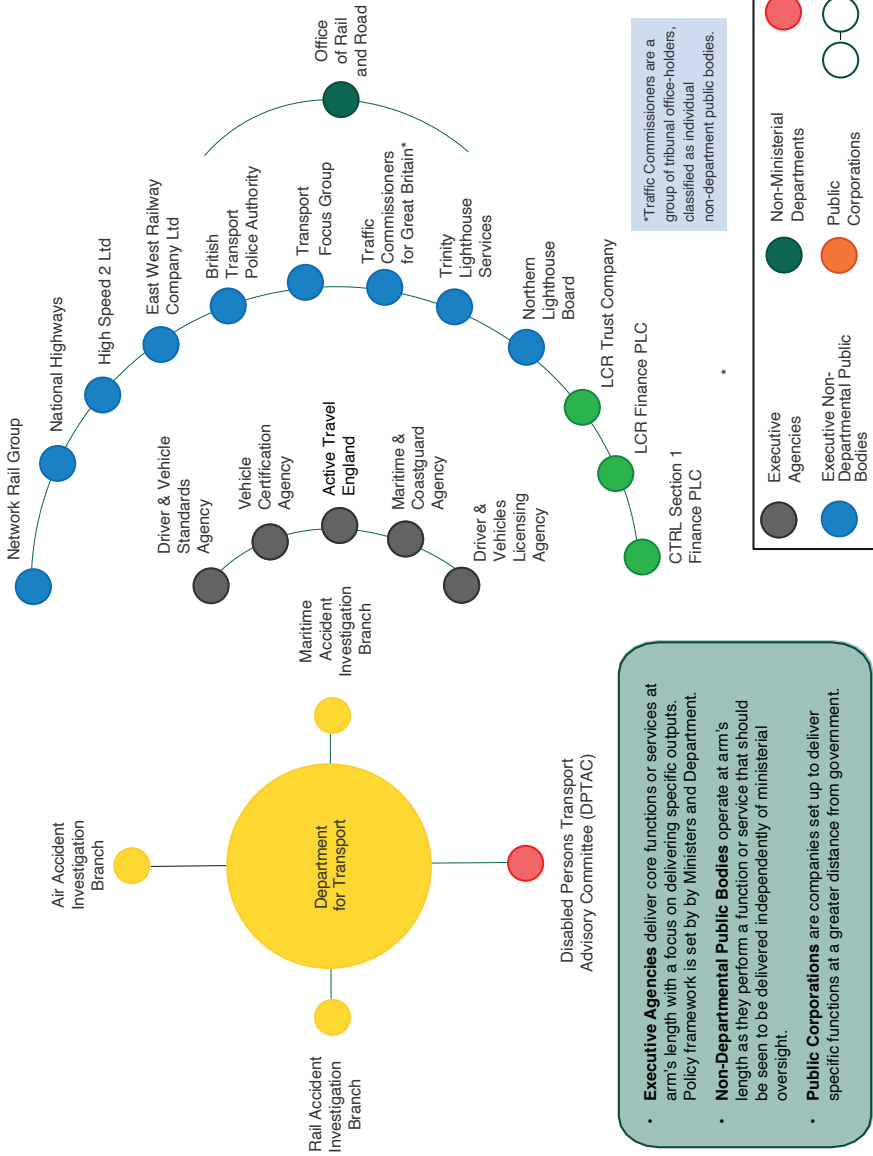 Air Accident
Investigation
Branch
Rail Accident
Investigation
Branch
Department
for Transport
Maritime
Accident
Investigation
Branch
Disabled Persons Transport
Advisory Committee (DPTAC)
Driver & Vehicle
Standards
Agency
Vehicle
Certification
Agency
Active Travel
England
Maritime &
Coastguard
Agency
Driver &
Vehicles
Licensing
Agency
Network Rail Group
National Highways
High Speed 2 Ltd
East West Railway
Company Ltd
British
Transport
Police Authority
Transport
Focus Group
Traffic
Commissioners
for Great Britain*
Trinity
Lighthouse
Services
Northern
Lighthouse
Board
LCR Trust Company
LCR Finance PLC
CTRL Section 1
Finance PLC
Office
of Rail
and Road
• Executive Agencies deliver core functions or services at
arm's length with a focus on delivering specific outputs.
Policy framework is set by by Ministers and Department.
• Non-Departmental Public Bodies operate at arm's
length as they perform a function or service that should
be seen to be delivered independently of ministerial
oversight.
• Public Corporations are companies set up to deliver
specific functions at a greater distance from government.
*Traffic Commissioners are a
group of tribunal office-holders,
classified as individual
non-department public bodies.
*
Executive
Agencies
Non-Ministerial
Departments
Executive Non-
Departmental Public
Bodies
Public
Corporations